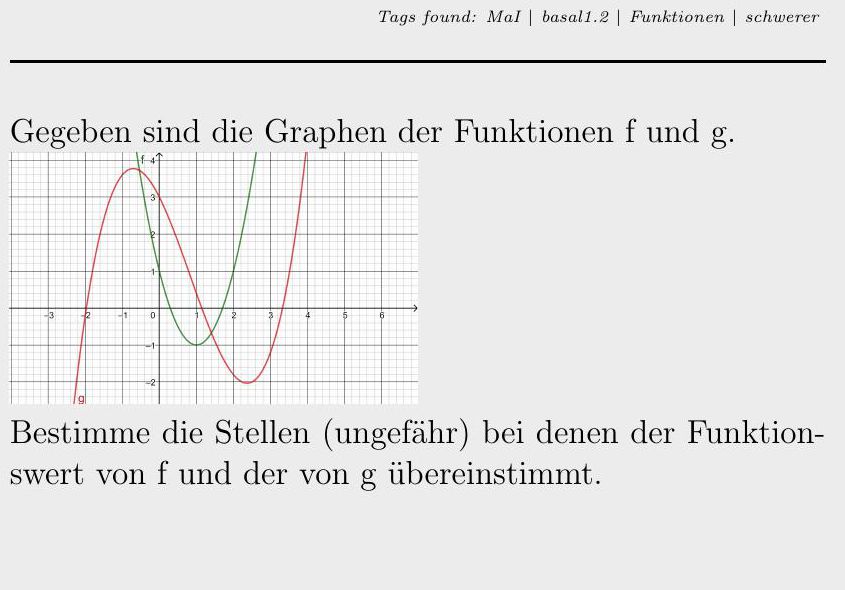 Tags found: MaI | basal1.2 | Funktionen | schwerer
Gegeben sind die Graphen der Funktionen f und g.
f 4
3
2
1
-3 -2 -1 0 1 2 3 4 5 6
-1
-2
g
Bestimme die Stellen (ungefähr) bei denen der Funktion-
swert von f und der von g übereinstimmt.